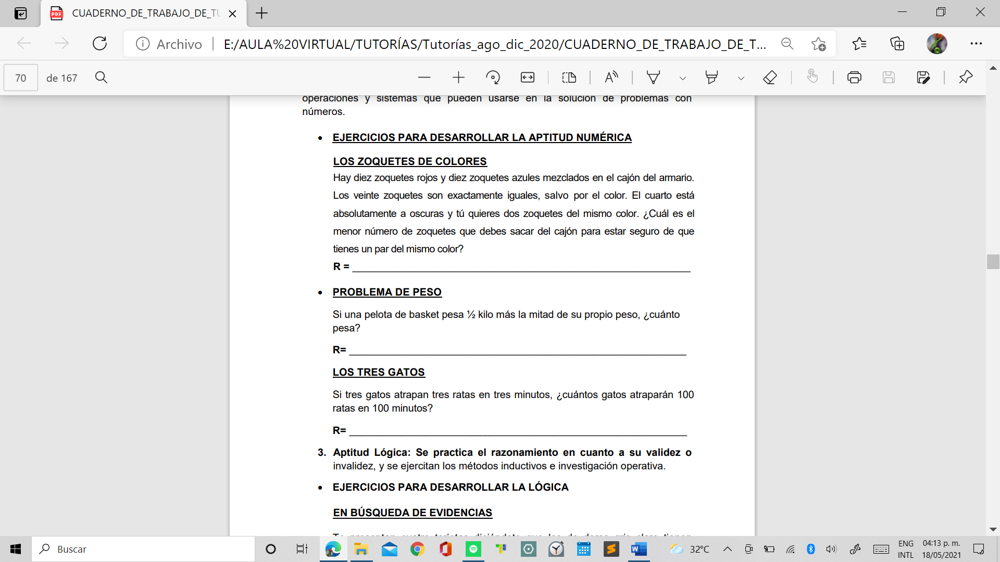 CUADERNO_DE_TRABAJO_DE_TU
Archivo
E:/AULA%20VIRTUAL/TUTORÍAS/Tutorías_ago_dic_2020/CUADERNO_DE_TRABAJO_DE_T...
70 de 167
operaciones y sistemas que pueden usarse en la solución de problemas con
números.
• EJERCICIOS PARA DESARROLLAR LA APTITUD NUMÉRICA
LOS ZOQUETES DE COLORES
Hay diez zoquetes rojos y diez zoquetes azules mezclados en el cajón del armario.
Los veinte zoquetes son exactamente iguales, salvo por el color. El cuarto está
absolutamente a oscuras y tú quieres dos zoquetes del mismo color. ¿Cuál es el
menor número de zoquetes que debes sacar del cajón para estar seguro de que
tienes un par del mismo color?
R = ____________________________________________________________
• PROBLEMA DE PESO
Si una pelota de basket pesa ½ kilo más la mitad de su propio peso, ¿cuánto
pesa?
R= ____________________________________________________________
LOS TRES GATOS
Si tres gatos atrapan tres ratas en tres minutos, ¿cuántos gatos atraparán 100
ratas en 100 minutos?
R= ____________________________________________________________
3. Aptitud Lógica: Se practica el razonamiento en cuanto a su validez o
invalidez, y se ejercitan los métodos inductivos e investigación operativa.
• EJERCICIOS PARA DESARROLLAR LA LÓGICA
EN BÚSQUEDA DE EVIDENCIAS
Buscar
32°C
ENG
INTL
04:13 p. m.
18/05/2021